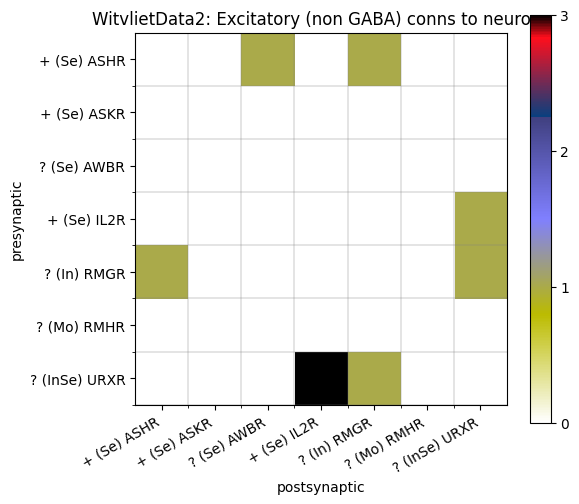 WitvlietData2: Excitatory (non GABA) conns to neuro
3
+ (Se) ASHR
+ (Se) ASKR
2
? (Se) AWBR
presynaptic
+ (Se) IL2R
? (In) RMGR
1
? (Mo) RMHR
? (InSe) URXR
0
+ (Se) ASHR
+ (Se) ASKR
? (Se) AWBR
+ (Se) IL2R
? (In) RMGR
? (Mo) RMHR
? (InSe) URXR
postsynaptic